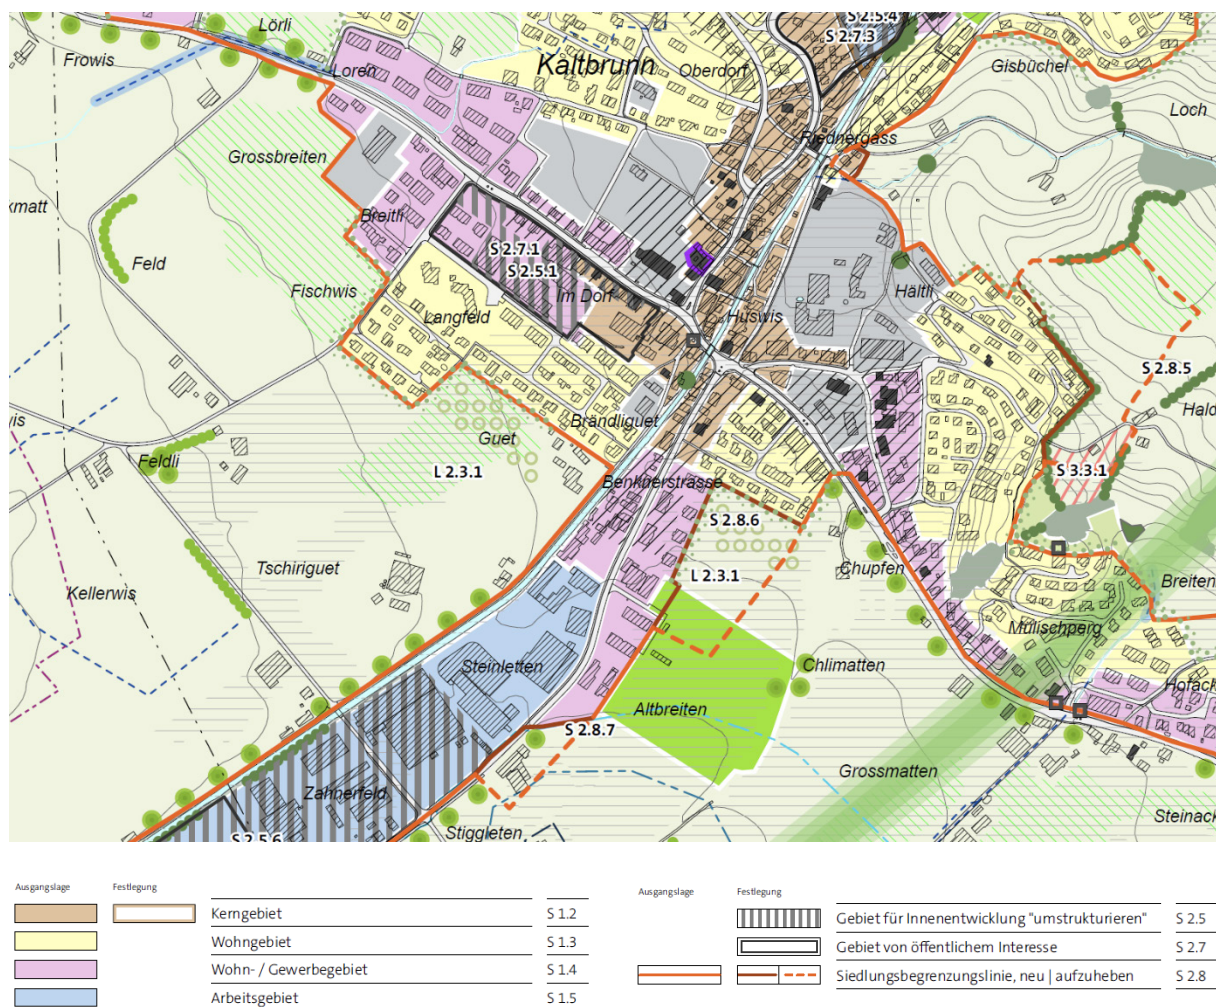 Lörli
S 2.5.4
S 2.7.3
Frowis
Loren
Kaltbrunn
Oberdorf
Gisbüchel
Loch
Riednergass
Grossbreiten
Breitli
Feld
S 2.7.1
S 2.5.1
Fischwis
Im Dorf
Hältli
Langfeld
Huswis
S 2.8.5
Brändliguet
Guet
Feldli
L 2.3.1
S 3.3.1
Benknerstrasse
S 2.8.6
Tschiriguet
L 2.3.1
Chupfen
Kellerwis
Mülischperg
Steinletten
Chlimatten
Altbreiten
S 2.8.7
Grossmatten
Zahnerfeld
Stiggleten
S 2.5.6
Ausgangslage Festlegung
Kerngebiet S 1.2
Wohngebiet S 1.3
Wohn- / Gewerbegebiet S 1.4
Arbeitsgebiet S 1.5
Ausgangslage Festlegung
Gebiet für Innenentwicklung "umstrukturieren" S 2.5
Gebiet von öffentlichem Interesse S 2.7
Siedlungsbegrenzungslinie, neu | aufzuheben S 2.8